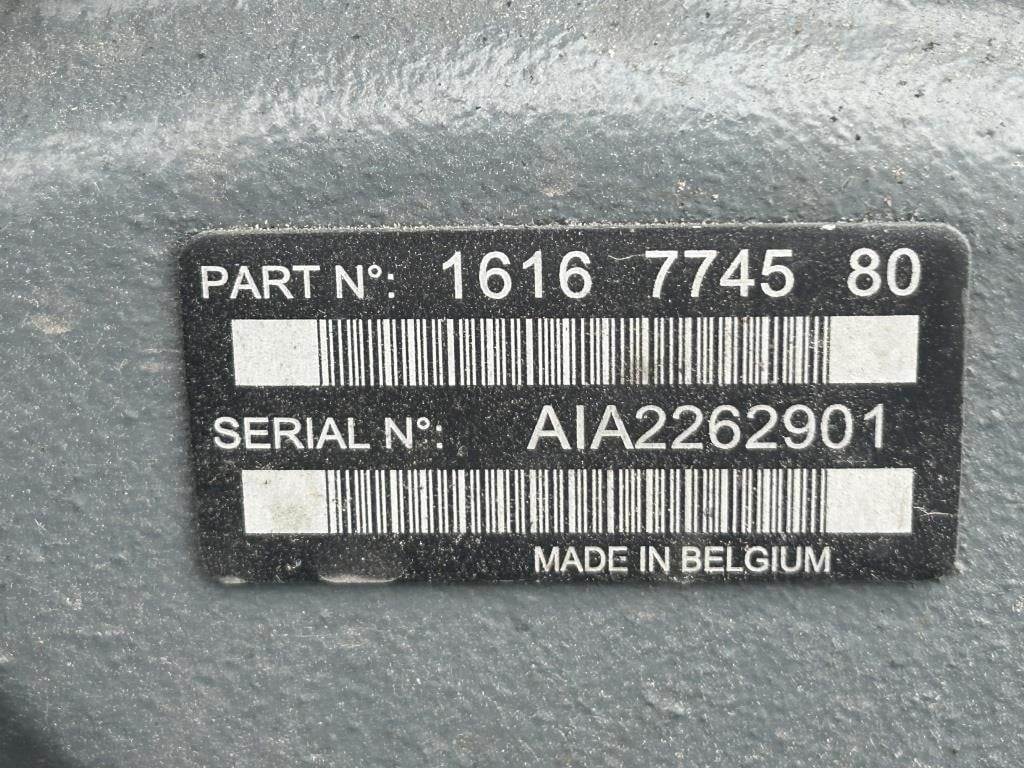 PART N°: 1616 7745 80
SERIAL N°: AIA2262901
MADE IN BELGIUM